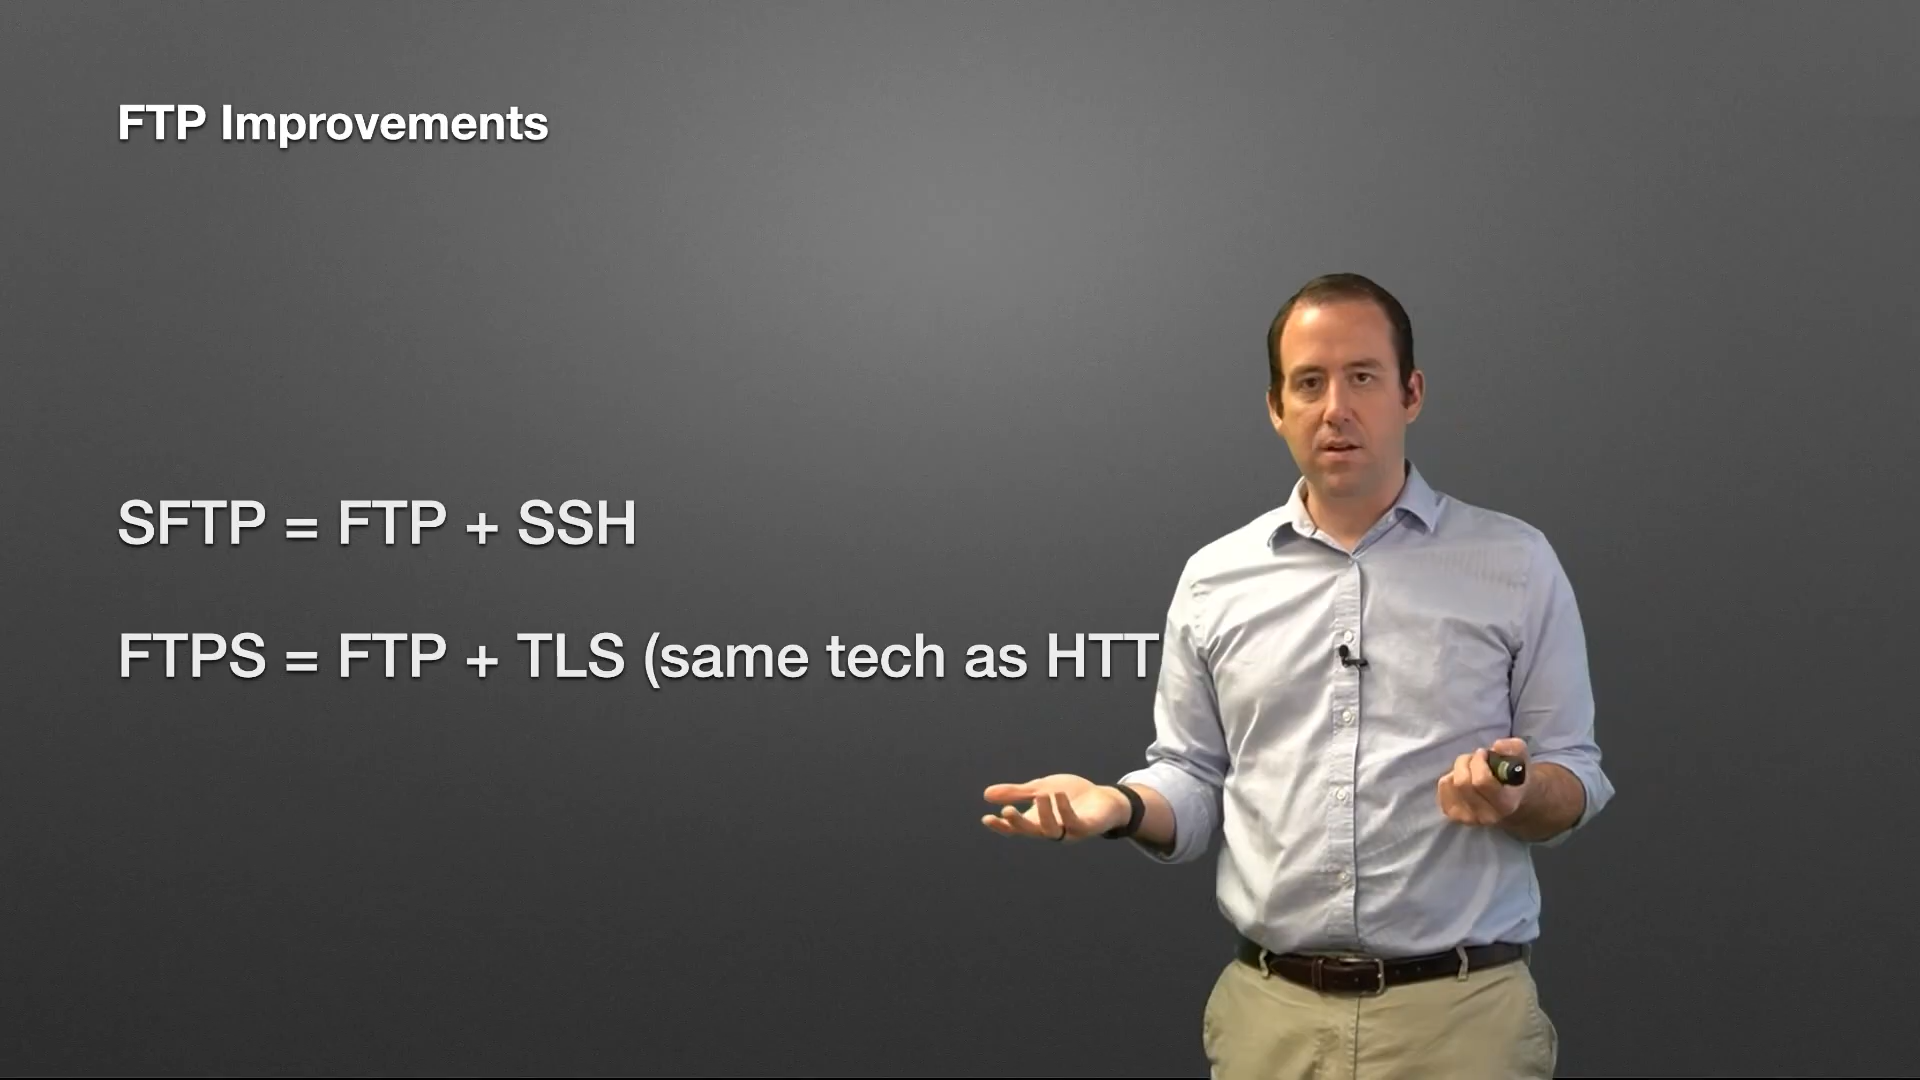 FTP Improvements
SFTP = FTP + SSH
FTPS = FTP + TLS (same tech as HTT